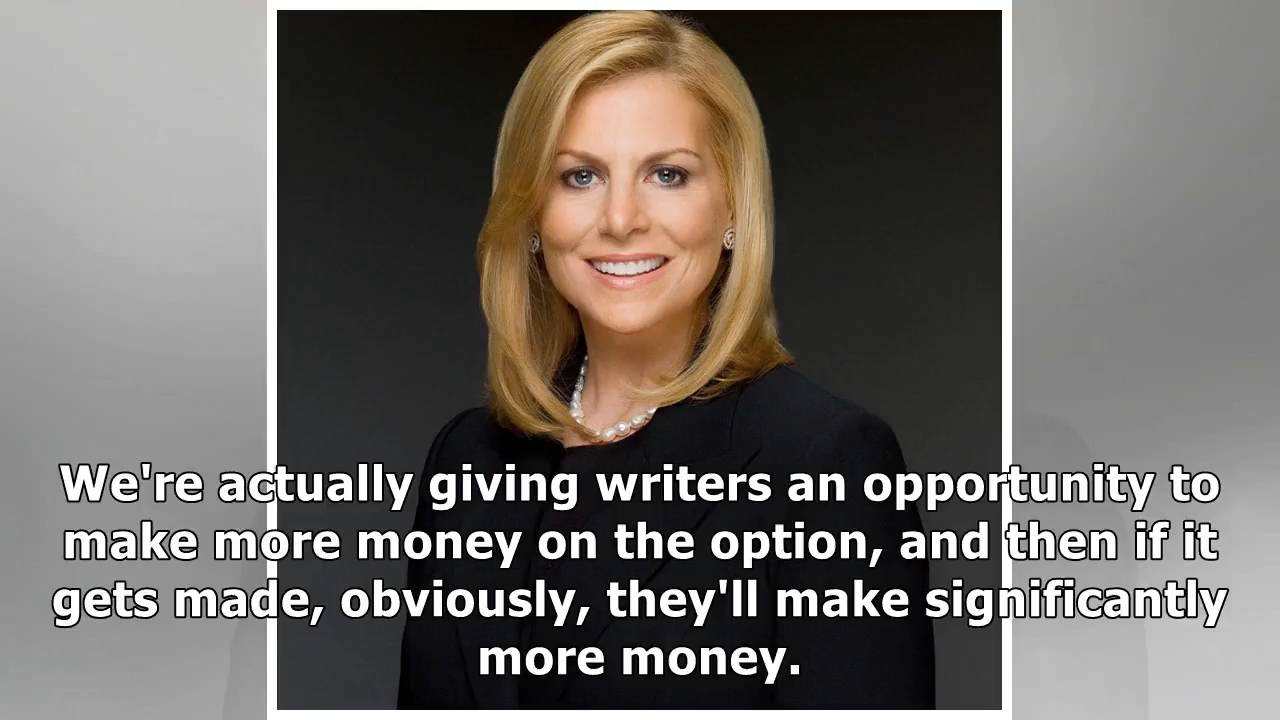 We're actually giving writers an opportunity to
make more money on the option, and then if it
gets made, obviously, they'll make significantly
more money.